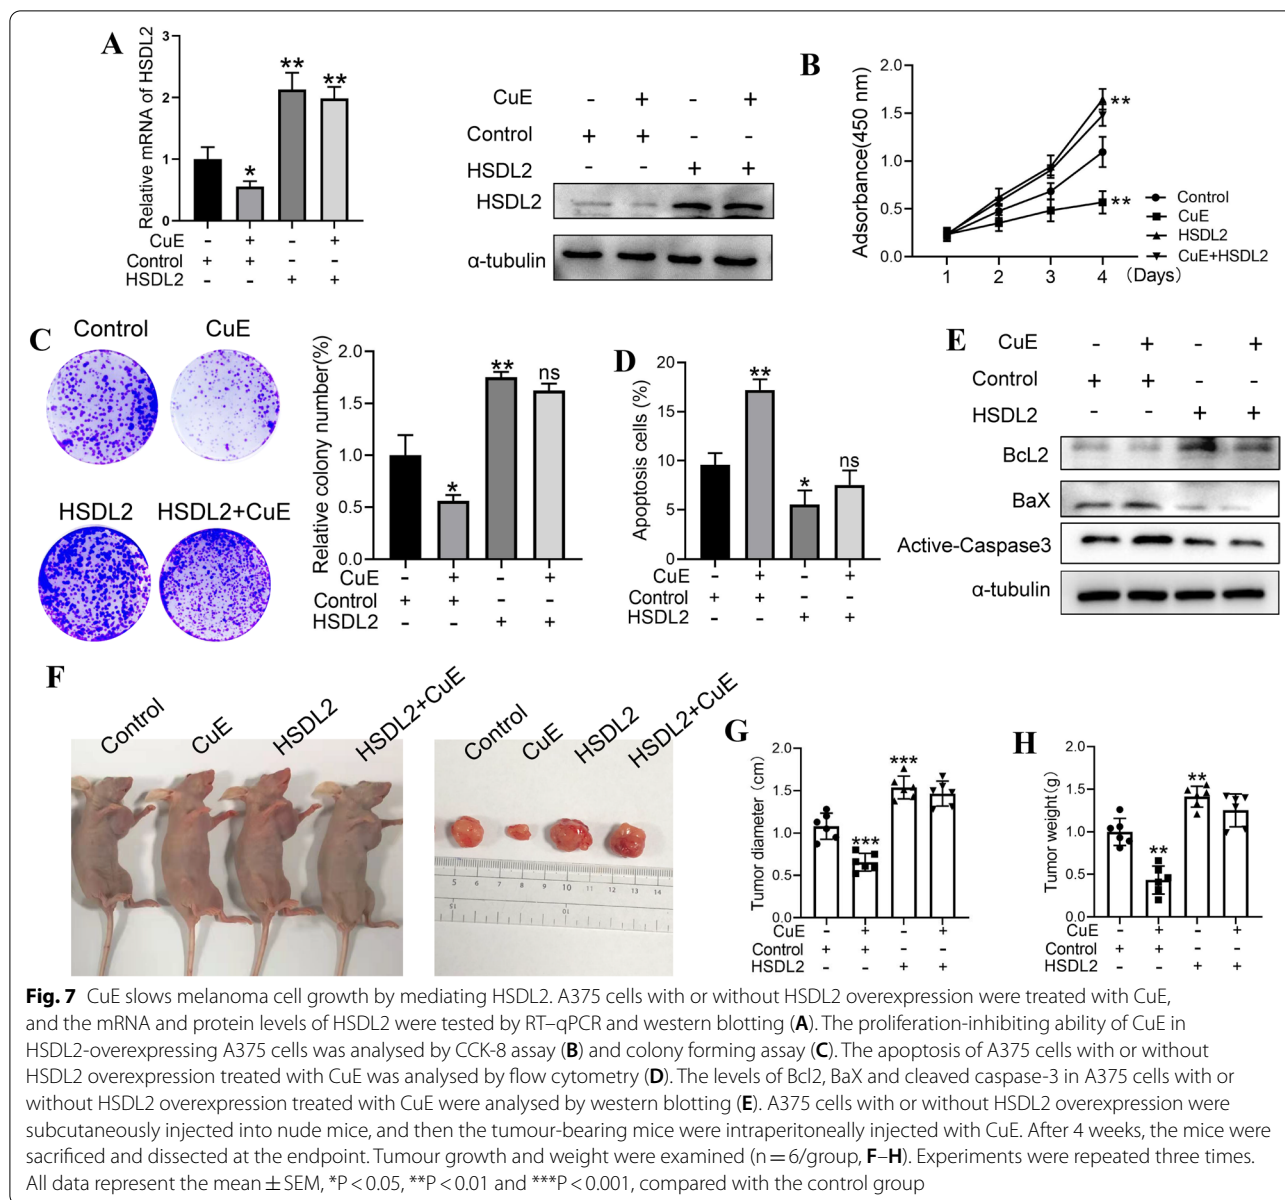 A
Relative mRNA of HSDL2
3
2
1
0
**
**
*
CuE - + - +
Control + + - -
HSDL2 - - + +
CuE - + - +
Control + + - -
HSDL2 - - + +
HSDL2
α-tubulin
B
Adsorbance(450 nm)
2.0
1.5
1.0
0.5
0.0
**
**
1 2 3 4 (Days)
Control
CuE
HSDL2
CuE+HSDL2
C
Control CuE
HSDL2 HSDL2+CuE
Relative colony number(%)
2.0
1.5
1.0
0.5
0.0
*
**
ns
CuE - + - +
Control + + - -
HSDL2 - - + +
D
Apoptosis cells (%)
20
15
10
5
0
**
*
ns
CuE - + - +
Control + + - -
HSDL2 - - + +
E
CuE - + - +
Control + + - -
HSDL2 - - + +
BcL2
BaX
Active-Caspase3
α-tubulin
F
Control CuE HSDL2 HSDL2+CuE
Control CuE HSDL2 HSDL2+CuE
5 6 7 8 9 10 11 12 13 14
G
Tumor diameter (cm)
2.0
1.5
1.0
0.5
0.0
***
***
CuE - + - +
Control + + - -
HSDL2 - - + +
H
Tumor weight(g)
2.0
1.5
1.0
0.5
0.0
**
**
CuE - + - +
Control + + - -
HSDL2 - - + +
Fig. 7 CuE slows melanoma cell growth by mediating HSDL2. A375 cells with or without HSDL2 overexpression were treated with CuE,
and the mRNA and protein levels of HSDL2 were tested by RT–qPCR and western blotting (A). The proliferation-inhibiting ability of CuE in
HSDL2-overexpressing A375 cells was analysed by CCK-8 assay (B) and colony forming assay (C). The apoptosis of A375 cells with or without
HSDL2 overexpression treated with CuE was analysed by flow cytometry (D). The levels of Bcl2, BaX and cleaved caspase-3 in A375 cells with or
without HSDL2 overexpression treated with CuE were analysed by western blotting (E). A375 cells with or without HSDL2 overexpression were
subcutaneously injected into nude mice, and then the tumour-bearing mice were intraperitoneally injected with CuE. After 4 weeks, the mice were
sacrificed and dissected at the endpoint. Tumour growth and weight were examined (n = 6/group, F–H). Experiments were repeated three times.
All data represent the mean ± SEM, *P < 0.05, **P < 0.01 and ***P < 0.001, compared with the control group